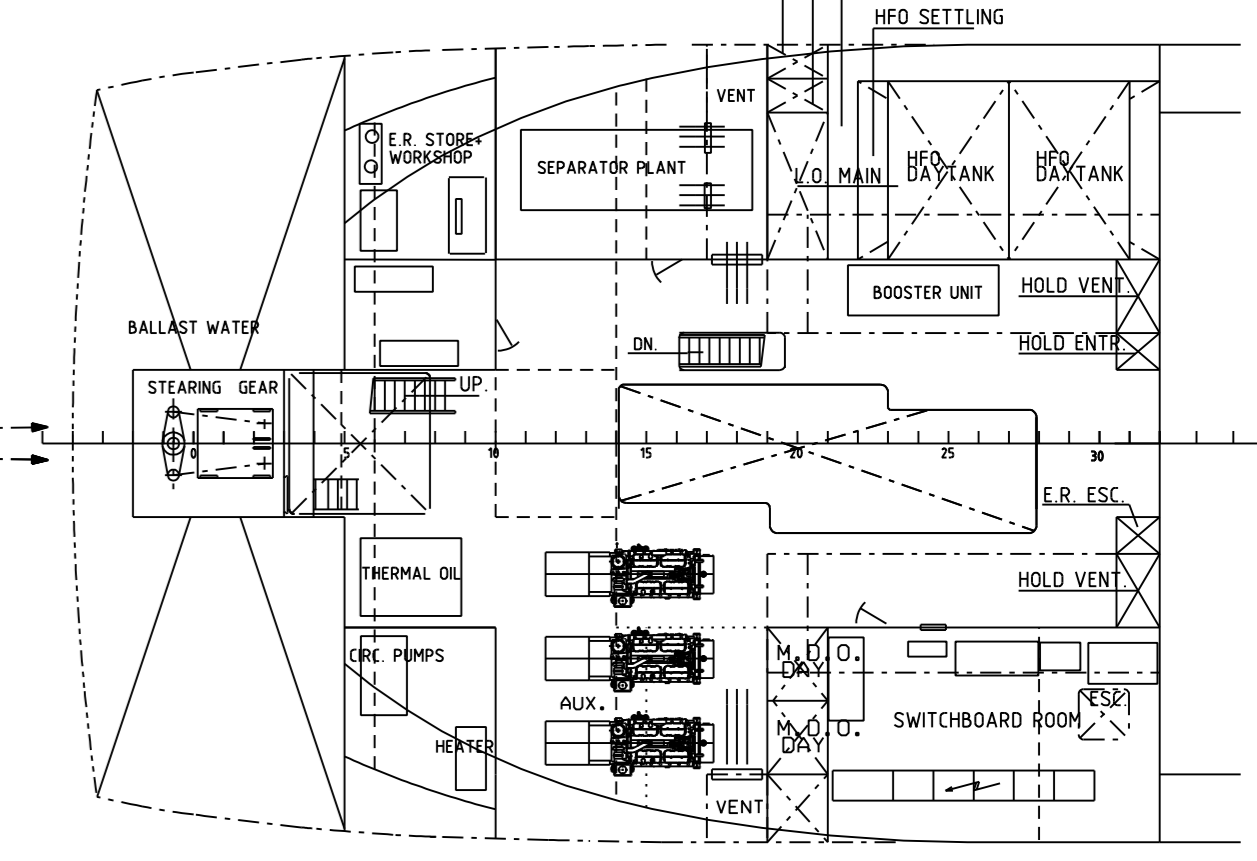 HFO SETTLING
VENT
E.R. STORE+
WORKSHOP
SEPARATOR PLANT
L.O. MAIN
HFO
DAYTANK
HFO
DAYTANK
HOLD VENT.
BOOSTER UNIT
BALLAST WATER
DN.
HOLD ENTR.
STEARING GEAR
UP.
0
5
10
15
20
25
30
E.R. ESC.
THERMAL OIL
HOLD VENT.
CIRC. PUMPS
M.D.O.
DAY
AUX.
ESC.
SWITCHBOARD ROOM
M.D.O.
DAY
HEATER
VENT